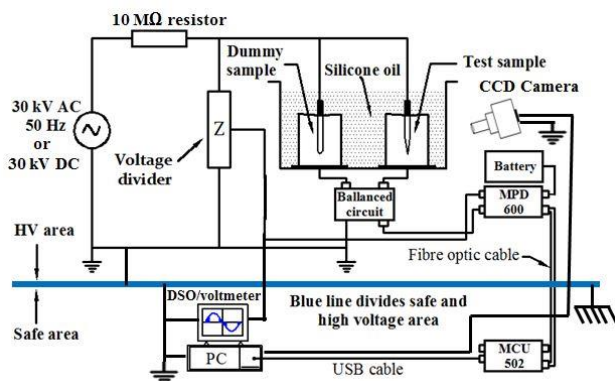 10 MΩ resistor
Dummy
sample
Silicone oil
Test sample
CCD Camera
30 kV AC
50 Hz
or
30 kV DC
Z
Voltage
divider
Battery
Ballanced
circuit
MPD
600
HV area
Fibre optic cable
Safe area
DSO/voltmeter
Blue line divides safe and
high voltage area
PC
USB cable
MCU
502